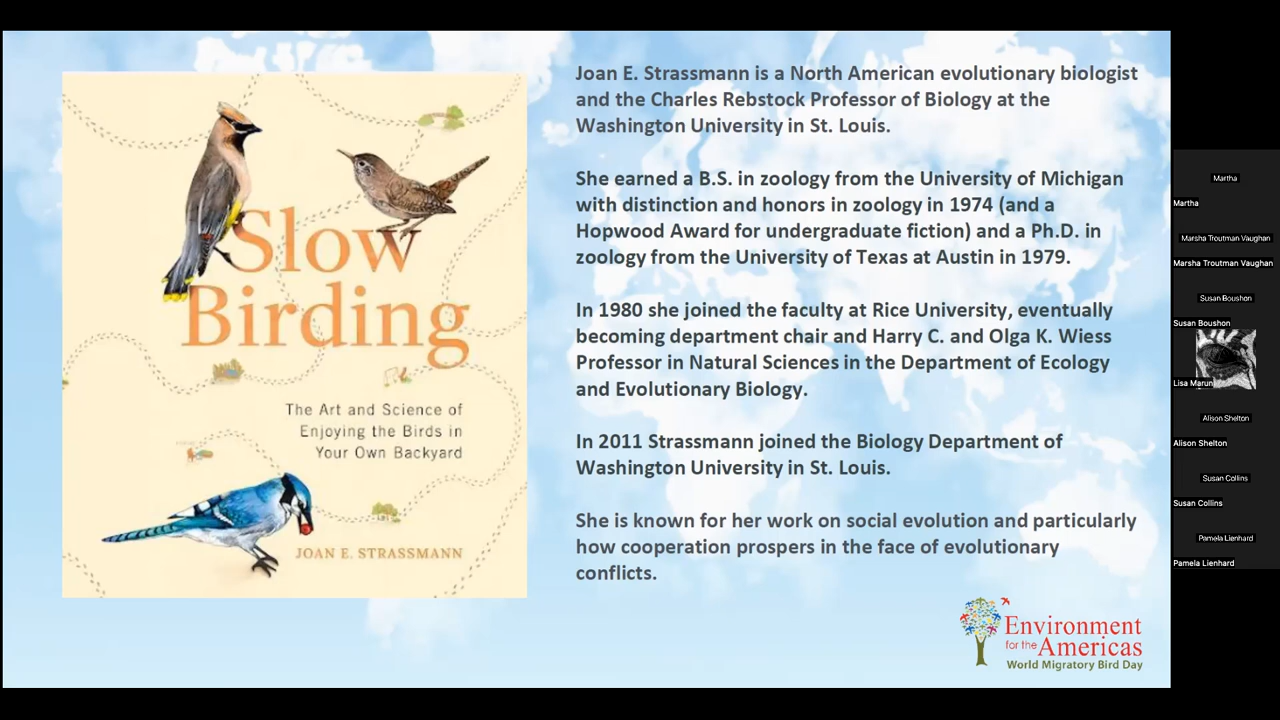 Slow
Birding
The Art and Science of
Enjoying the Birds in
Your Own Backyard
JOAN E. STRASSMANN
Joan E. Strassmann is a North American evolutionary biologist
and the Charles Rebstock Professor of Biology at the
Washington University in St. Louis.
She earned a B.S. in zoology from the University of Michigan
with distinction and honors in zoology in 1974 (and a
Hopwood Award for undergraduate fiction) and a Ph.D. in
zoology from the University of Texas at Austin in 1979.
In 1980 she joined the faculty at Rice University, eventually
becoming department chair and Harry C. and Olga K. Wiess
Professor in Natural Sciences in the Department of Ecology
and Evolutionary Biology.
In 2011 Strassmann joined the Biology Department of
Washington University in St. Louis.
She is known for her work on social evolution and particularly
how cooperation prospers in the face of evolutionary
conflicts.
Environment
for the Americas
World Migratory Bird Day
Martha
Martha
Marsha Troutman Vaughan
Marsha Troutman Vaughan
Susan Boushon
Susan Boushon
Lisa Marun
Alison Shelton
Alison Shelton
Susan Collins
Susan Collins
Pamela Lienhard
Pamela Lienhard